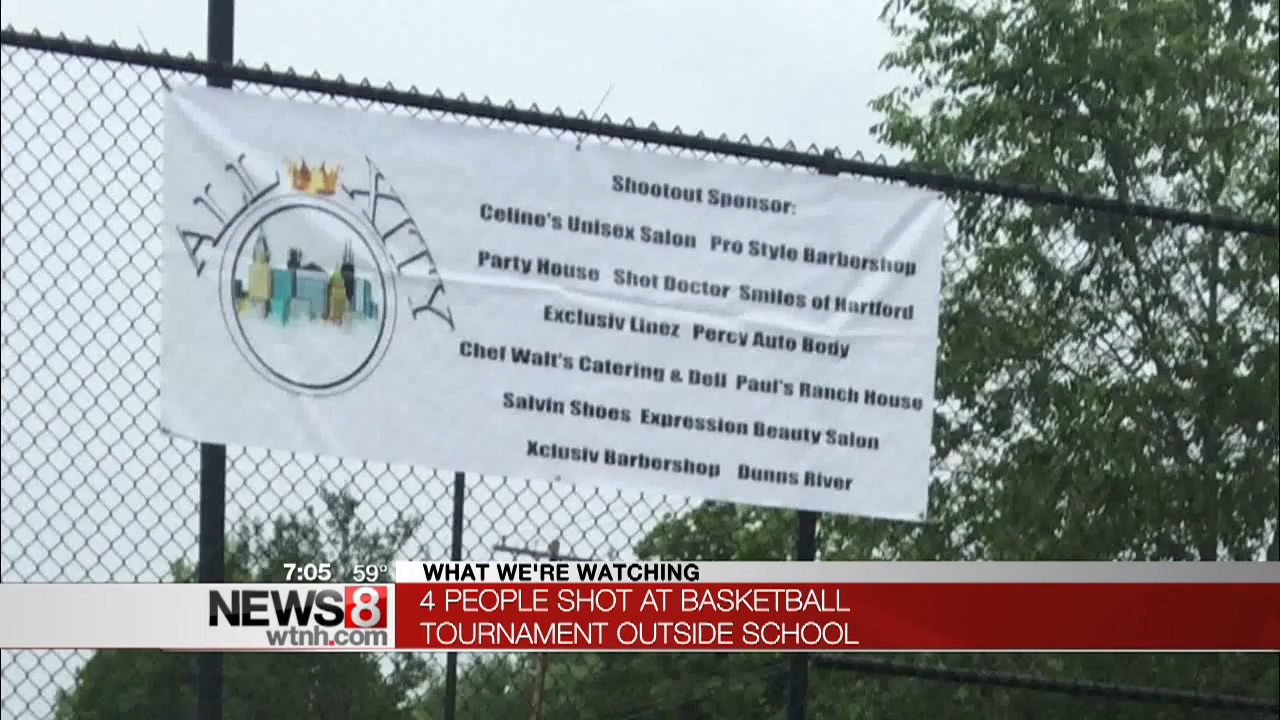 ALL XITY
Shootout Sponsor:
Celine's Unisex Salon Pro Style Barbershop
Party House Shot Doctor Smiles of Hartford
Exclusiv Linez Percy Auto Body
Chef Walt's Catering & Deli Paul's Ranch House
Salvin Shoes Expression Beauty Salon
Xclusiv Barbershop Dunns River
7:05 59°
WHAT WE'RE WATCHING
NEWS8
wtnh.com
4 PEOPLE SHOT AT BASKETBALL
TOURNAMENT OUTSIDE SCHOOL